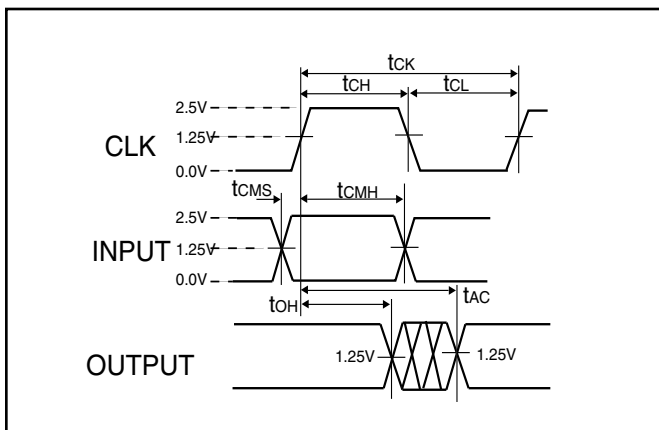 tCK
tCH tCL
2.5V
CLK 1.25V
0.0V
tCMS tCMH
2.5V
INPUT 1.25V
0.0V
tOH tAC
OUTPUT 1.25V 1.25V